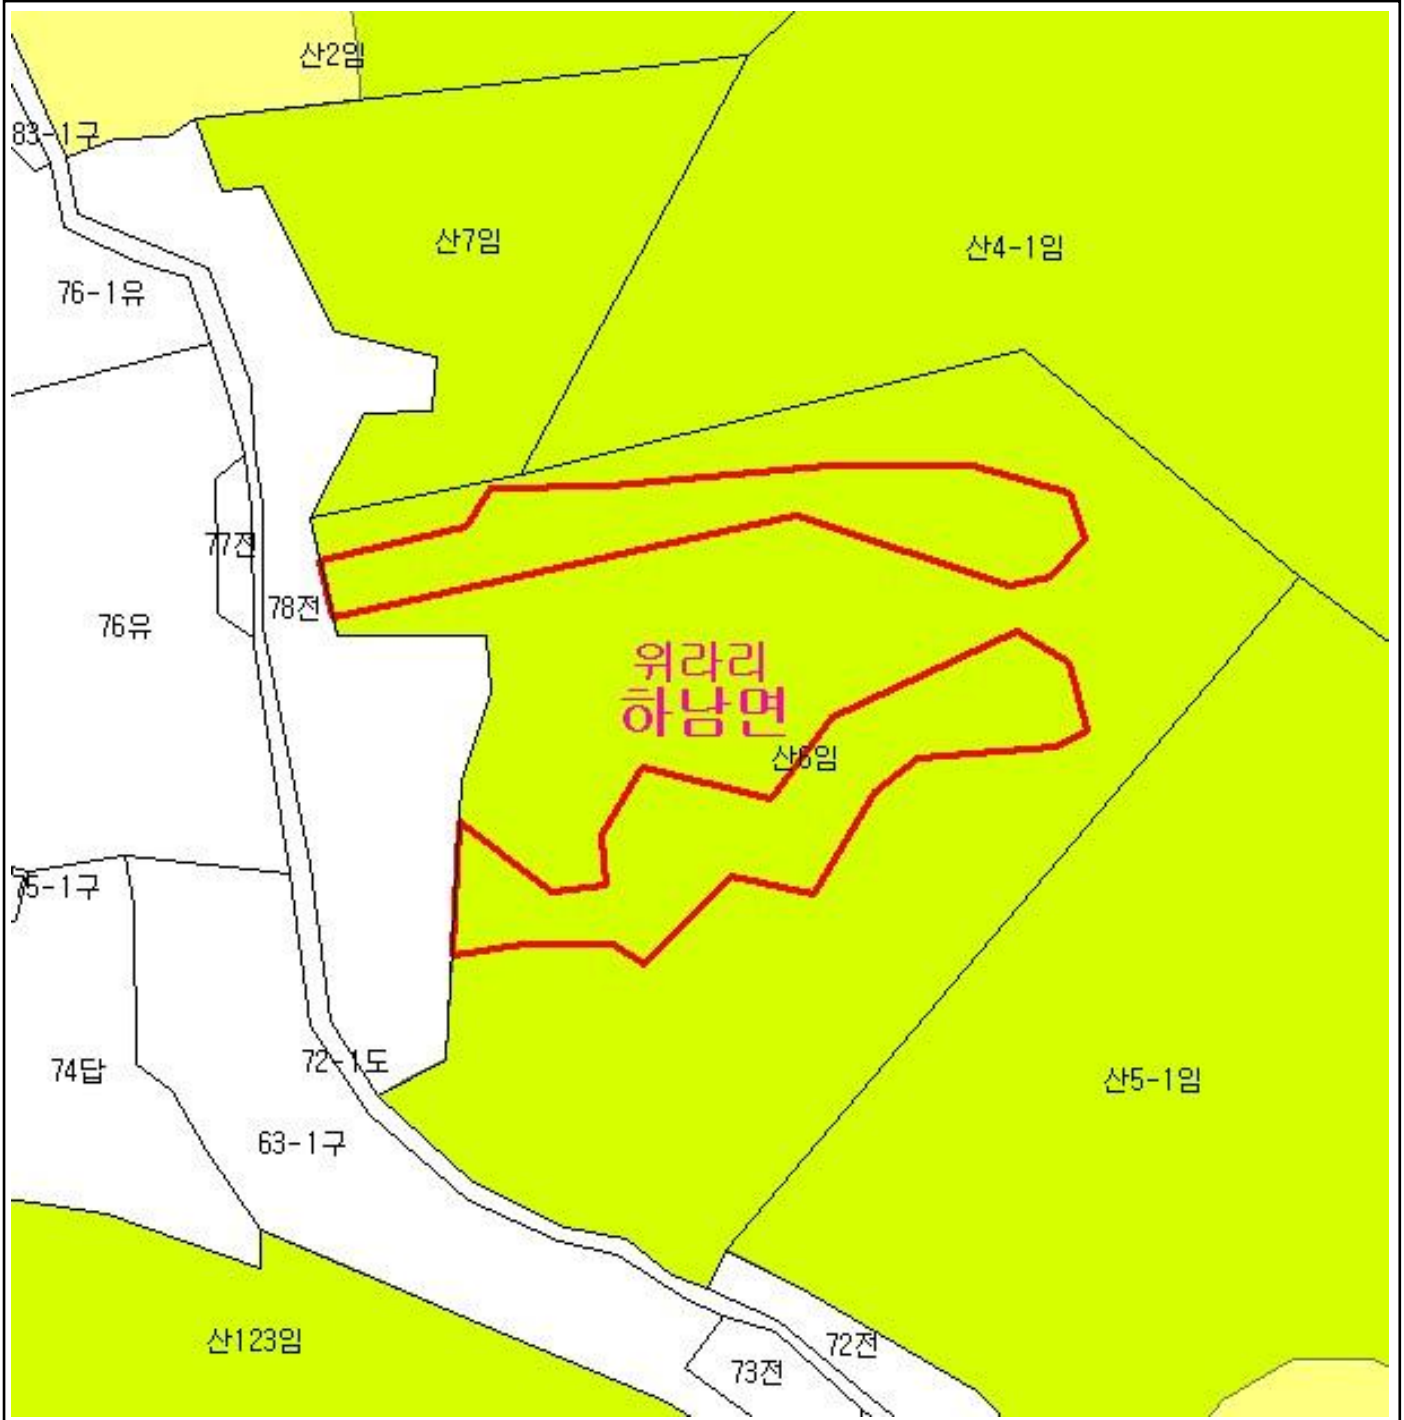 산2임
83-1구
산7임
산4-1임
76-1유
77전
78전
76유
위라리
하남면
산6임
75-1구
72-1도
74답
산5-1임
63-1구
산123임
72전
73전